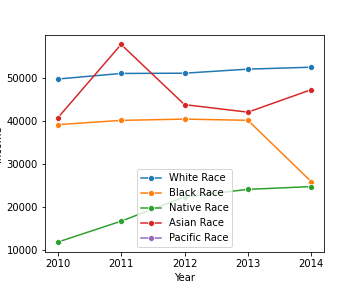 50000
40000
30000
20000
10000
White Race
Black Race
Native Race
Asian Race
Pacific Race
2010 2011 2012 2013 2014
Year